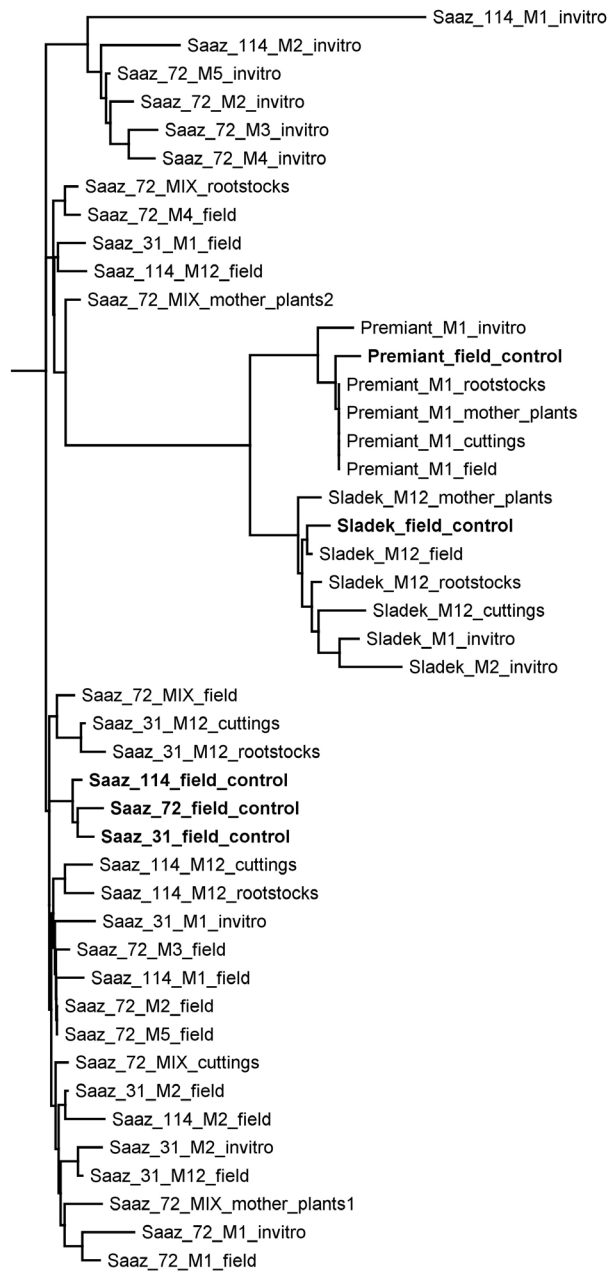 Saaz_114_M1_invitro
Saaz_114_M2_invitro
Saaz_72_M5_invitro
Saaz_72_M2_invitro
Saaz_72_M3_invitro
Saaz_72_M4_invitro
Saaz_72_MIX_rootstocks
Saaz_72_M4_field
Saaz_31_M1_field
Saaz_114_M12_field
Saaz_72_MIX_mother_plants2
Premiant_M1_invitro
Premiant_field_control
Premiant_M1_rootstocks
Premiant_M1_mother_plants
Premiant_M1_cuttings
Premiant_M1_field
Sladek_M12_mother_plants
Sladek_field_control
Sladek_M12_field
Sladek_M12_rootstocks
Sladek_M12_cuttings
Sladek_M1_invitro
Sladek_M2_invitro
Saaz_72_MIX_field
Saaz_31_M12_cuttings
Saaz_31_M12_rootstocks
Saaz_114_field_control
Saaz_72_field_control
Saaz_31_field_control
Saaz_114_M12_cuttings
Saaz_114_M12_rootstocks
Saaz_31_M1_invitro
Saaz_72_M3_field
Saaz_114_M1_field
Saaz_72_M2_field
Saaz_72_M5_field
Saaz_72_MIX_cuttings
Saaz_31_M2_field
Saaz_114_M2_field
Saaz_31_M2_invitro
Saaz_31_M12_field
Saaz_72_MIX_mother_plants1
Saaz_72_M1_invitro
Saaz_72_M1_field